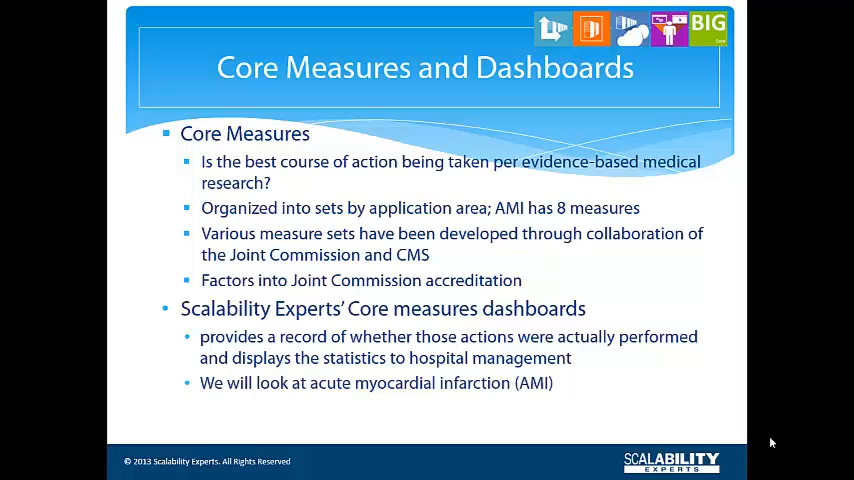 BIG
Data
Core Measures and Dashboards
Core Measures
Is the best course of action being taken per evidence-based medical
research?
Organized into sets by application area; AMI has 8 measures
Various measure sets have been developed through collaboration of
the Joint Commission and CMS
Factors into Joint Commission accreditation
Scalability Experts' Core measures dashboards
provides a record of whether those actions were actually performed
and displays the statistics to hospital management
We will look at acute myocardial infarction (AMI)
© 2013 Scalability Experts. All Rights Reserved
SCALABILITY
EXPERTS